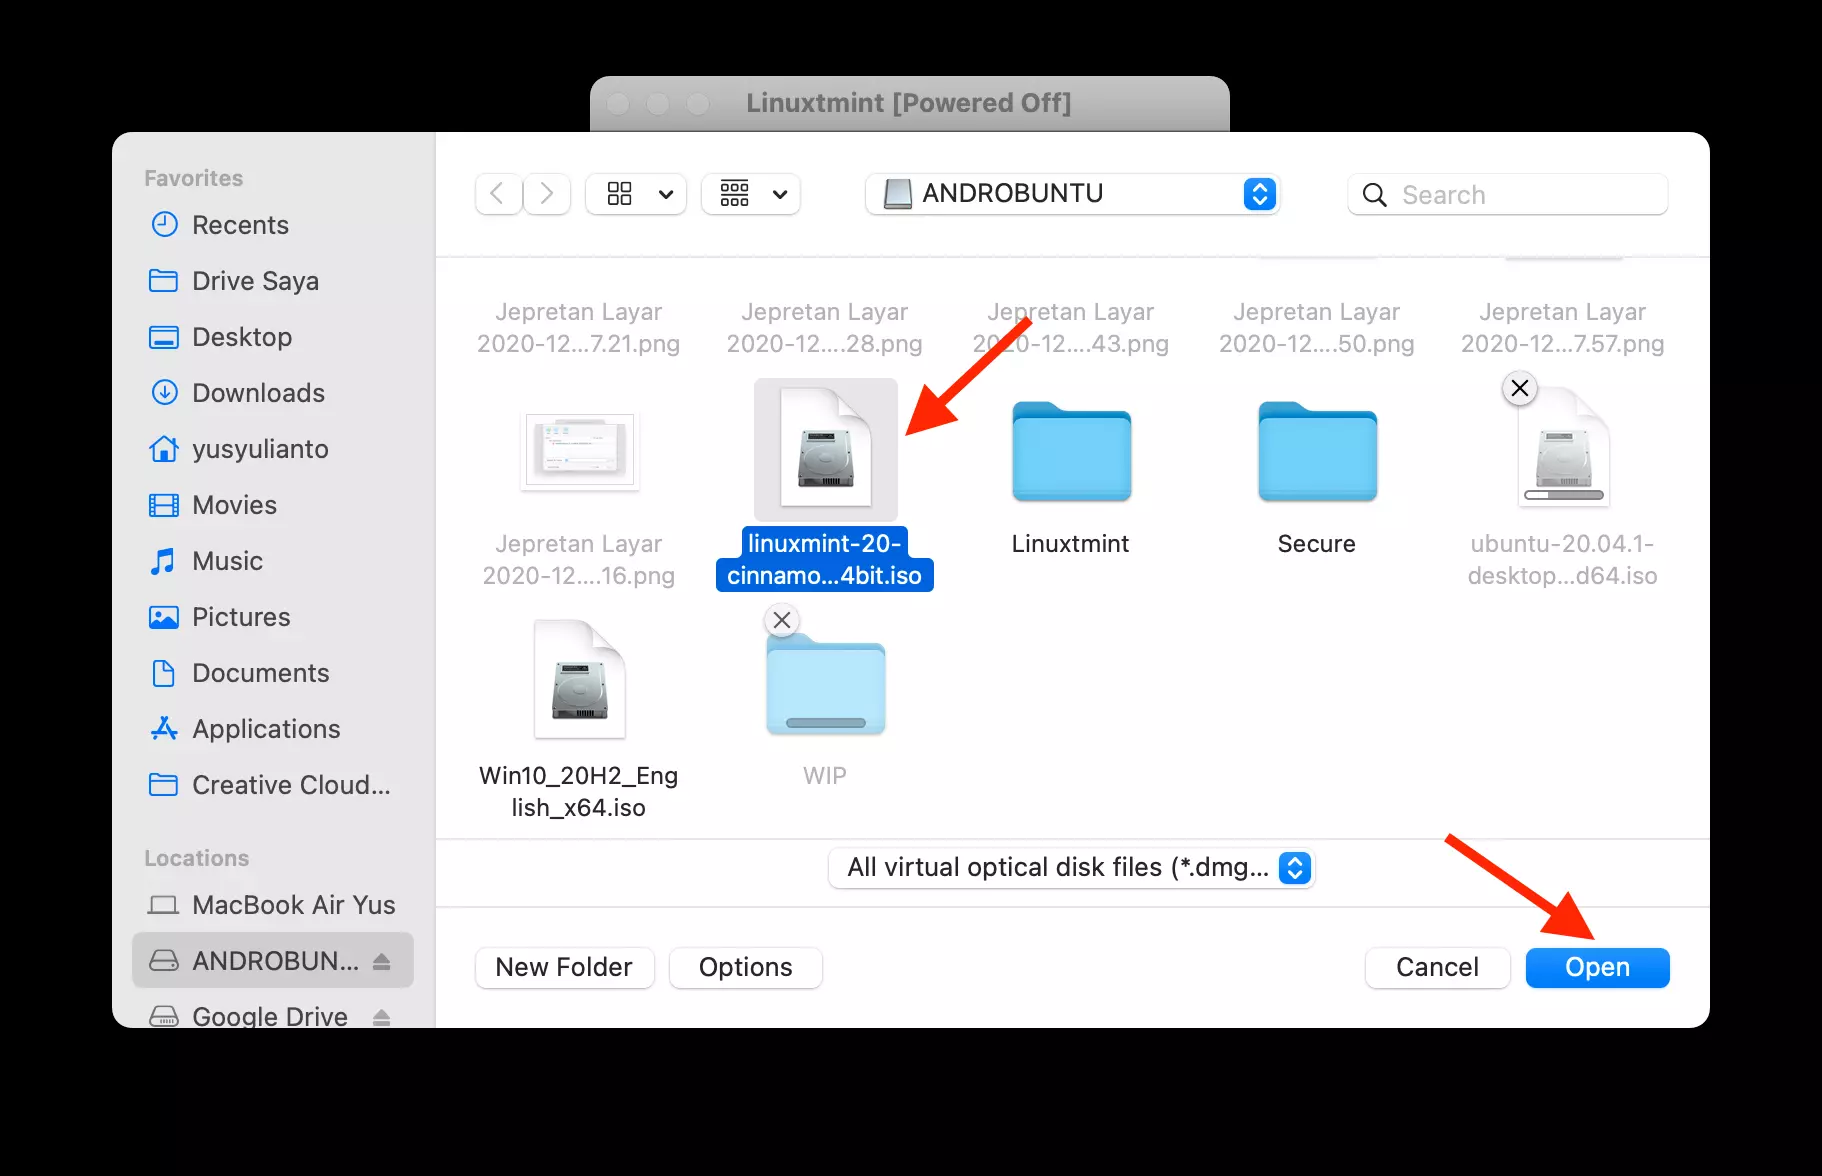 Linuxtmint [Powered Off]
Favorites
Recents
Drive Saya
Desktop
Downloads
yusyulianto
Movies
Music
Pictures
Documents
Applications
Creative Cloud...
Locations
MacBook Air Yus
ANDROBUN...
Google Drive
ANDROBUNTU
Search
Jepretan Layar
2020-12...7.21.png
Jepretan Layar
2020-12....28.png
Jepretan Layar
2020-12....43.png
Jepretan Layar
2020-12....50.png
Jepretan Layar
2020-12...7.57.png
Jepretan Layar
2020-12....16.png
linuxmint-20-
cinnamo...4bit.iso
Linuxtmint
Secure
ubuntu-20.04.1-
desktop...d64.iso
Win10_20H2_Eng
lish_x64.iso
WIP
All virtual optical disk files (*.dmg...
New Folder
Options
Cancel
Open